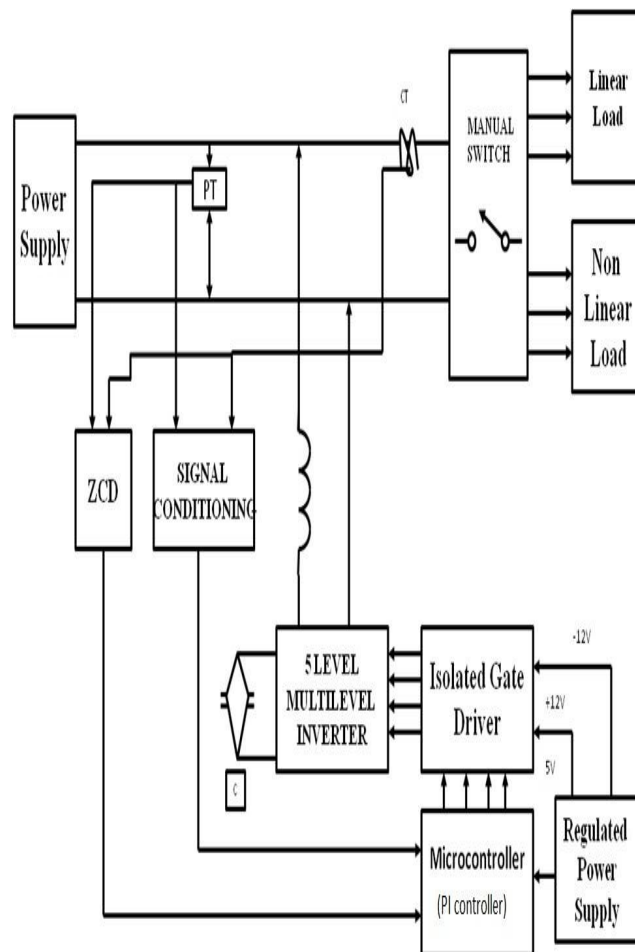 Linear
Load
CT
MANUAL
SWITCH
Power
Supply
PT
Non
Linear
Load
ZCD
SIGNAL
CONDITIONING
5 LEVEL
MULTILEVEL
INVERTER
Isolated Gate
Driver
-12V
+12V
5V
C
Microcontroller
(PI controller)
Regulated
Power
Supply